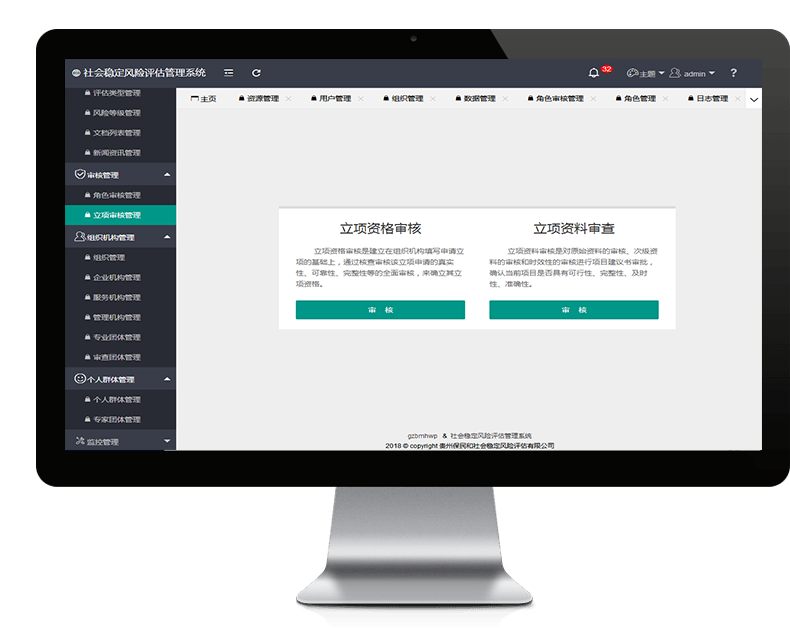 社会稳定风险评估管理系统
32
主题
admin
?
评估类型管理
风险等级管理
文档列表管理
新闻资讯管理
审核管理
角色审核管理
立项审核管理
组织机构管理
组织管理
企业机构管理
服务机构管理
管理机构管理
专业团体管理
审查团体管理
个人群体管理
个人群体管理
专家团体管理
监控管理
主页
资源管理
用户管理
组织管理
数据管理
角色审核管理
角色管理
日志管理
立项资格审核
立项资格审核是建立在组织机构填写申请立
项的基础上，通过核查审核该立项申请的真实
性、可靠性、完整性等的全面审核，来确立其立
项资格。
审 核
立项资料审查
立项资料审核是对原始资料的审核、次级资
料的审核和时效性的审核进行项目建议书审批，
确认当前项目是否具有可行性、完整性、及时
性、准确性。
审 核
gzbmhwp & 社会稳定风险评估管理系统
2018 © copyright 贵州保民和社会稳定风险评估有限公司